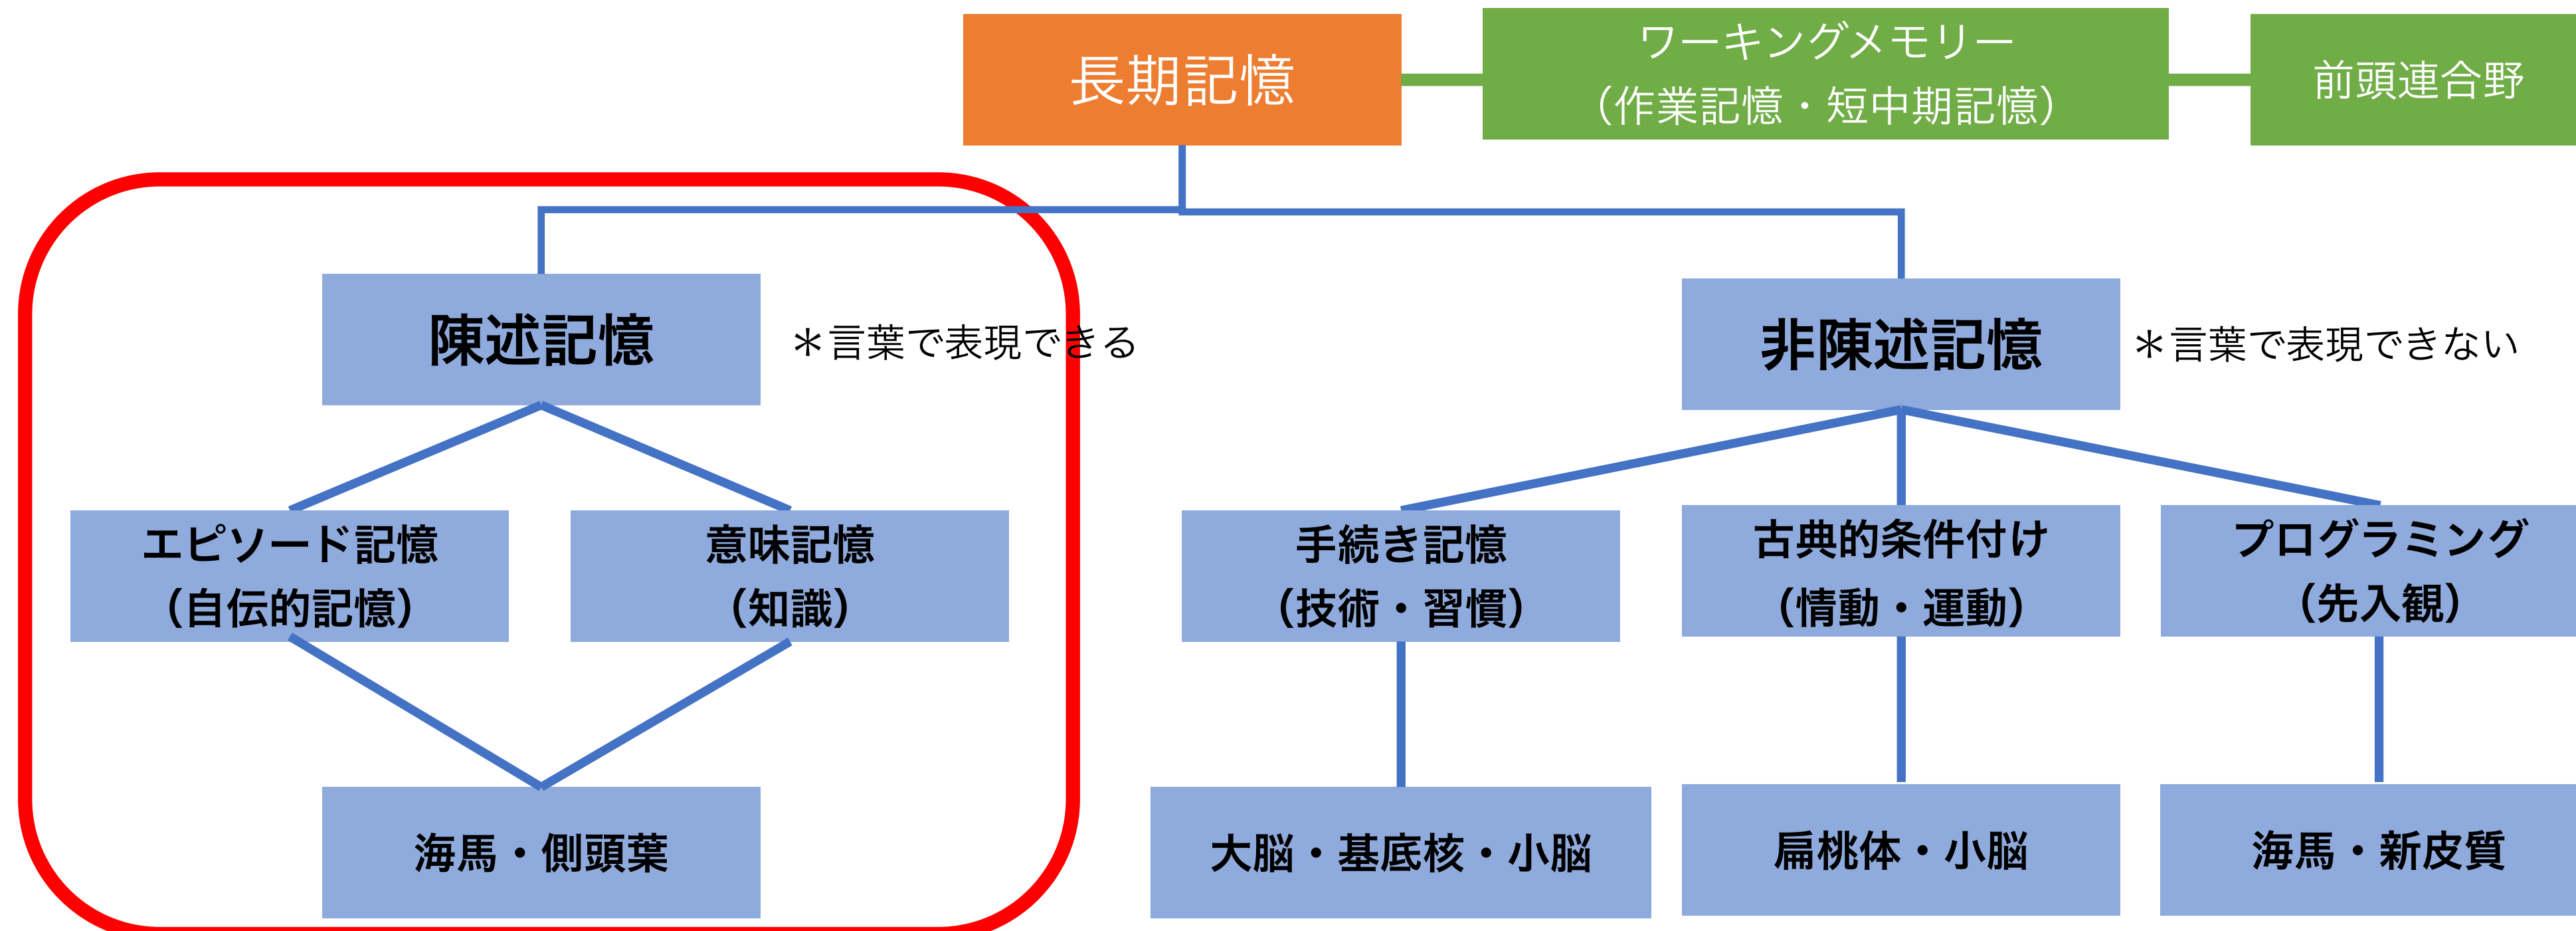 長期記憶
ワーキングメモリー
（作業記憶・短中期記憶）
前頭連合野
陳述記憶
＊言葉で表現できる
非陳述記憶
＊言葉で表現できない
エピソード記憶
（自伝的記憶）
意味記憶
（知識）
手続き記憶
（技術・習慣）
古典的条件付け
（情動・運動）
プログラミング
（先入観）
海馬・側頭葉
大脳・基底核・小脳
扁桃体・小脳
海馬・新皮質